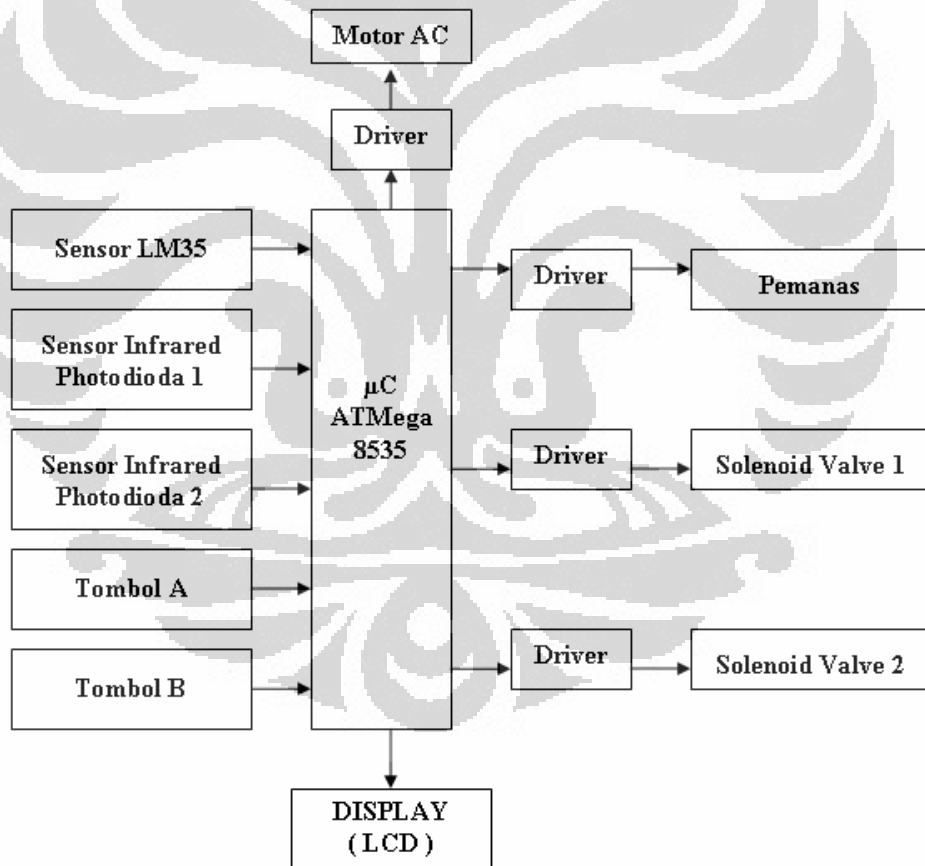 Motor AC
Driver
Sensor LM35
Sensor Infrared
Photodioda 1
Sensor Infrared
Photodioda 2
Tombol A
Tombol B
µC
ATMega
8535
Driver
Pemanas
Driver
Solenoid Valve 1
Driver
Solenoid Valve 2
DISPLAY
( LCD )